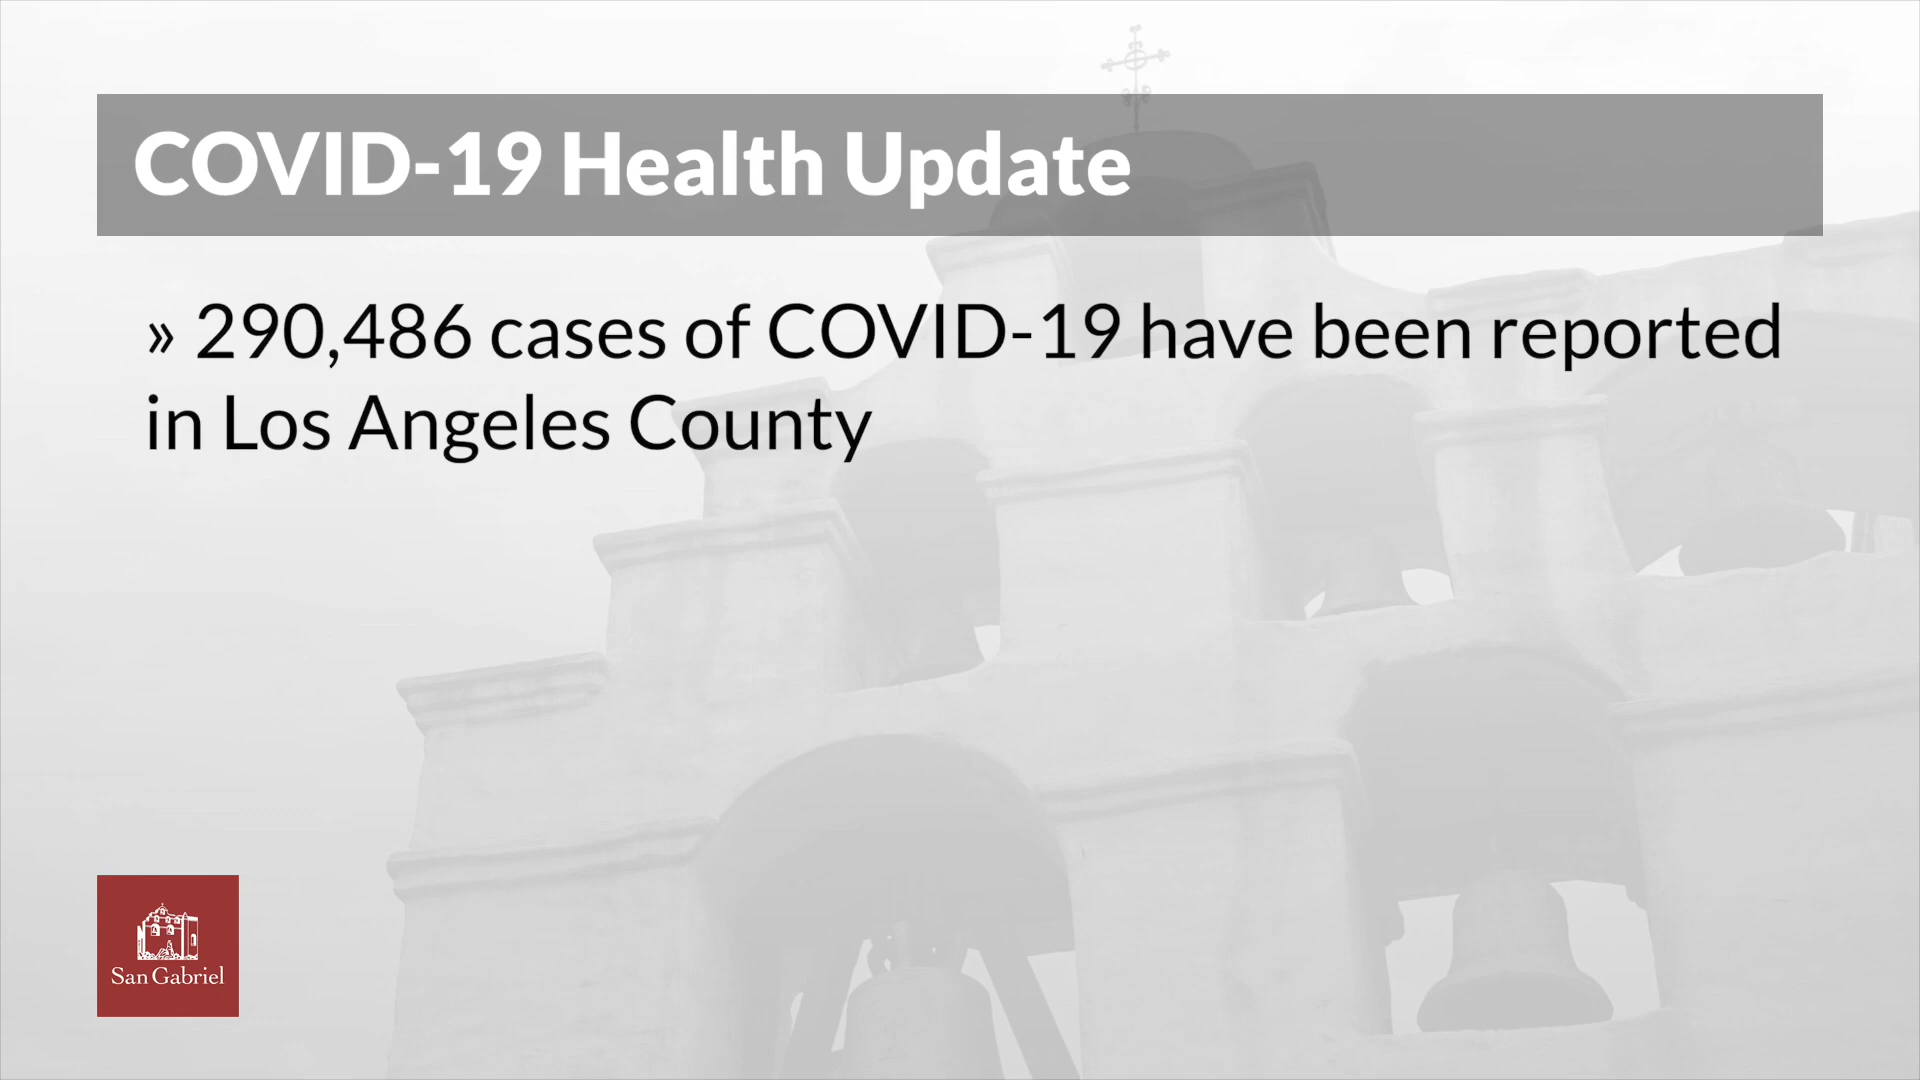 COVID-19 Health Update
» 290,486 cases of COVID-19 have been reported
in Los Angeles County
San Gabriel